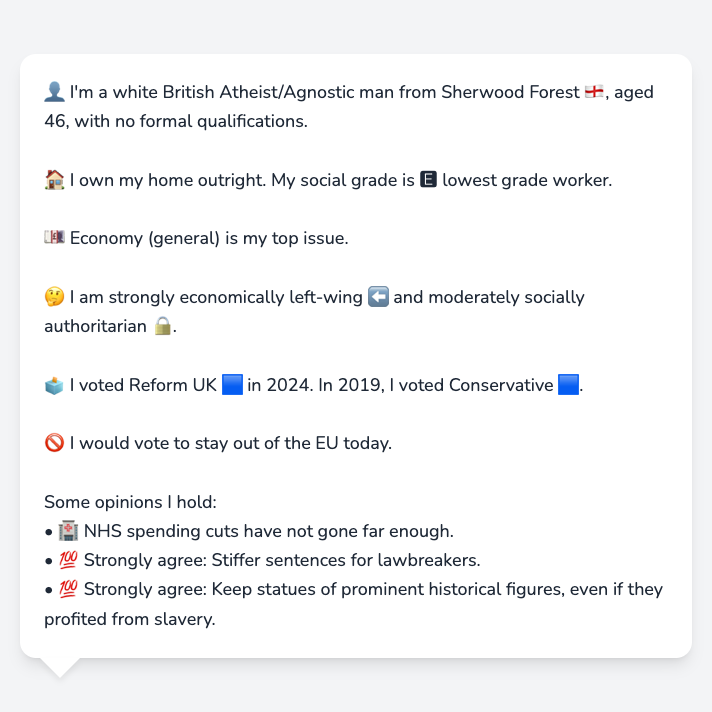 👤 I'm a white British Atheist/Agnostic man from Sherwood Forest 🏴󠁧󠁢󠁥󠁮󠁧󠁿, aged
46, with no formal qualifications.
🏠 I own my home outright. My social grade is 🅴 lowest grade worker.
💷 Economy (general) is my top issue.
🤔 I am strongly economically left-wing ⬅️ and moderately socially
authoritarian 🔒.
🗳️ I voted Reform UK 🟦 in 2024. In 2019, I voted Conservative 🟦.
🚫 I would vote to stay out of the EU today.
Some opinions I hold:
• 🏥 NHS spending cuts have not gone far enough.
• 💯 Strongly agree: Stiffer sentences for lawbreakers.
• 💯 Strongly agree: Keep statues of prominent historical figures, even if they
profited from slavery.